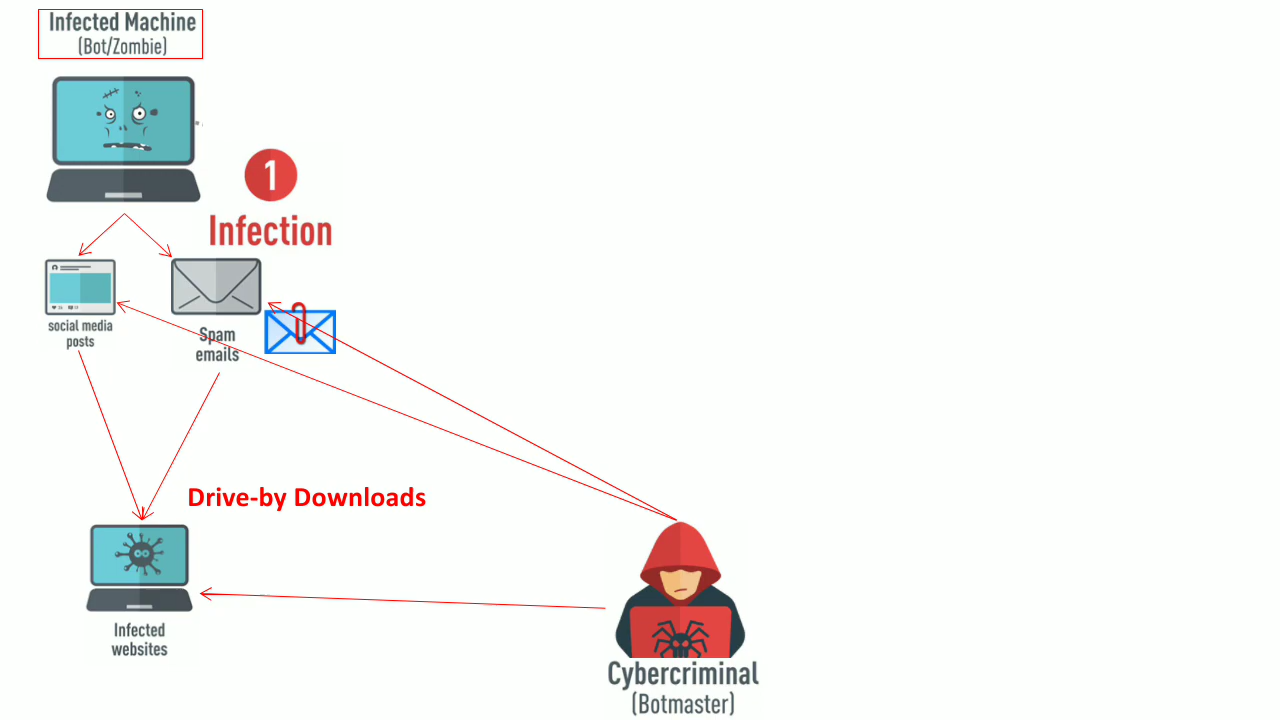 Infected Machine
(Bot/Zombie)
1
Infection
social media
posts
Spam
emails
Drive-by Downloads
Infected
websites
Cybercriminal
(Botmaster)